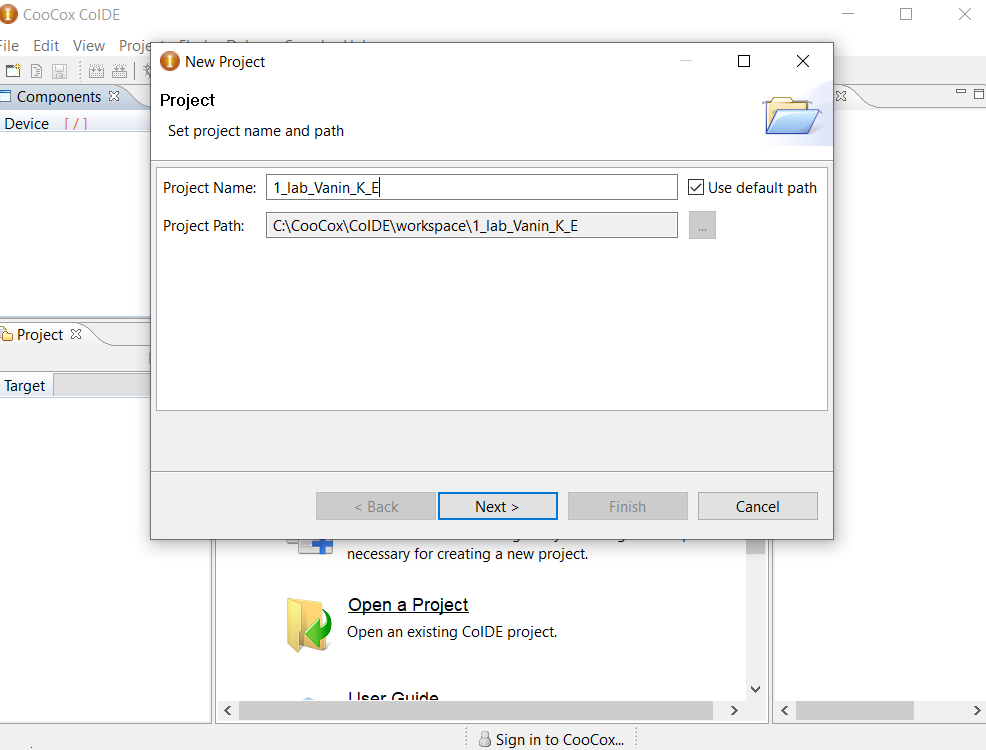 CooCox CoIDE
File Edit View
New Project
Project
Set project name and path
Components
Device [ / ]
Project Name: 1_lab_Vanin_K_E Use default path
Project Path: C:\CooCox\CoIDE\workspace\1_lab_Vanin_K_E ...
Project
Target
< Back Next > Finish Cancel
necessary for creating a new project.
Open a Project
Open an existing CoIDE project.
User Guide
Sign in to CooCox...